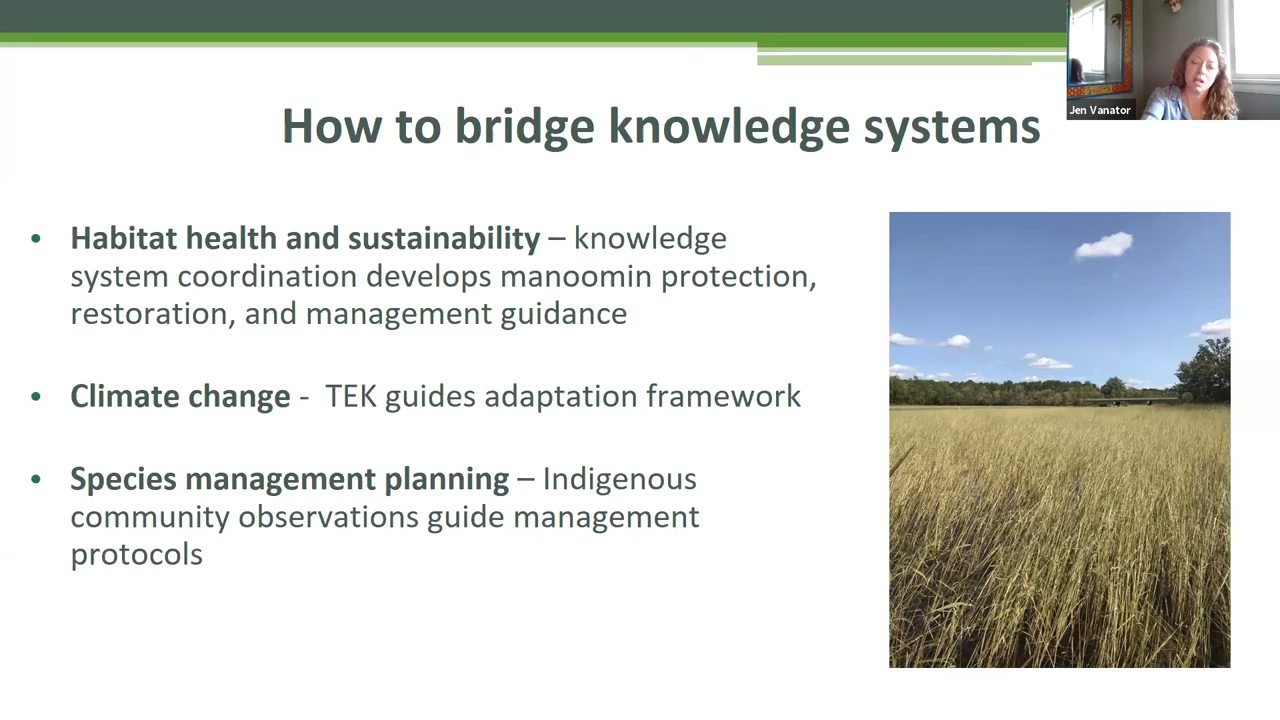 Jen Vanator
How to bridge knowledge systems
• Habitat health and sustainability – knowledge
system coordination develops manoomin protection,
restoration, and management guidance
• Climate change - TEK guides adaptation framework
• Species management planning – Indigenous
community observations guide management
protocols